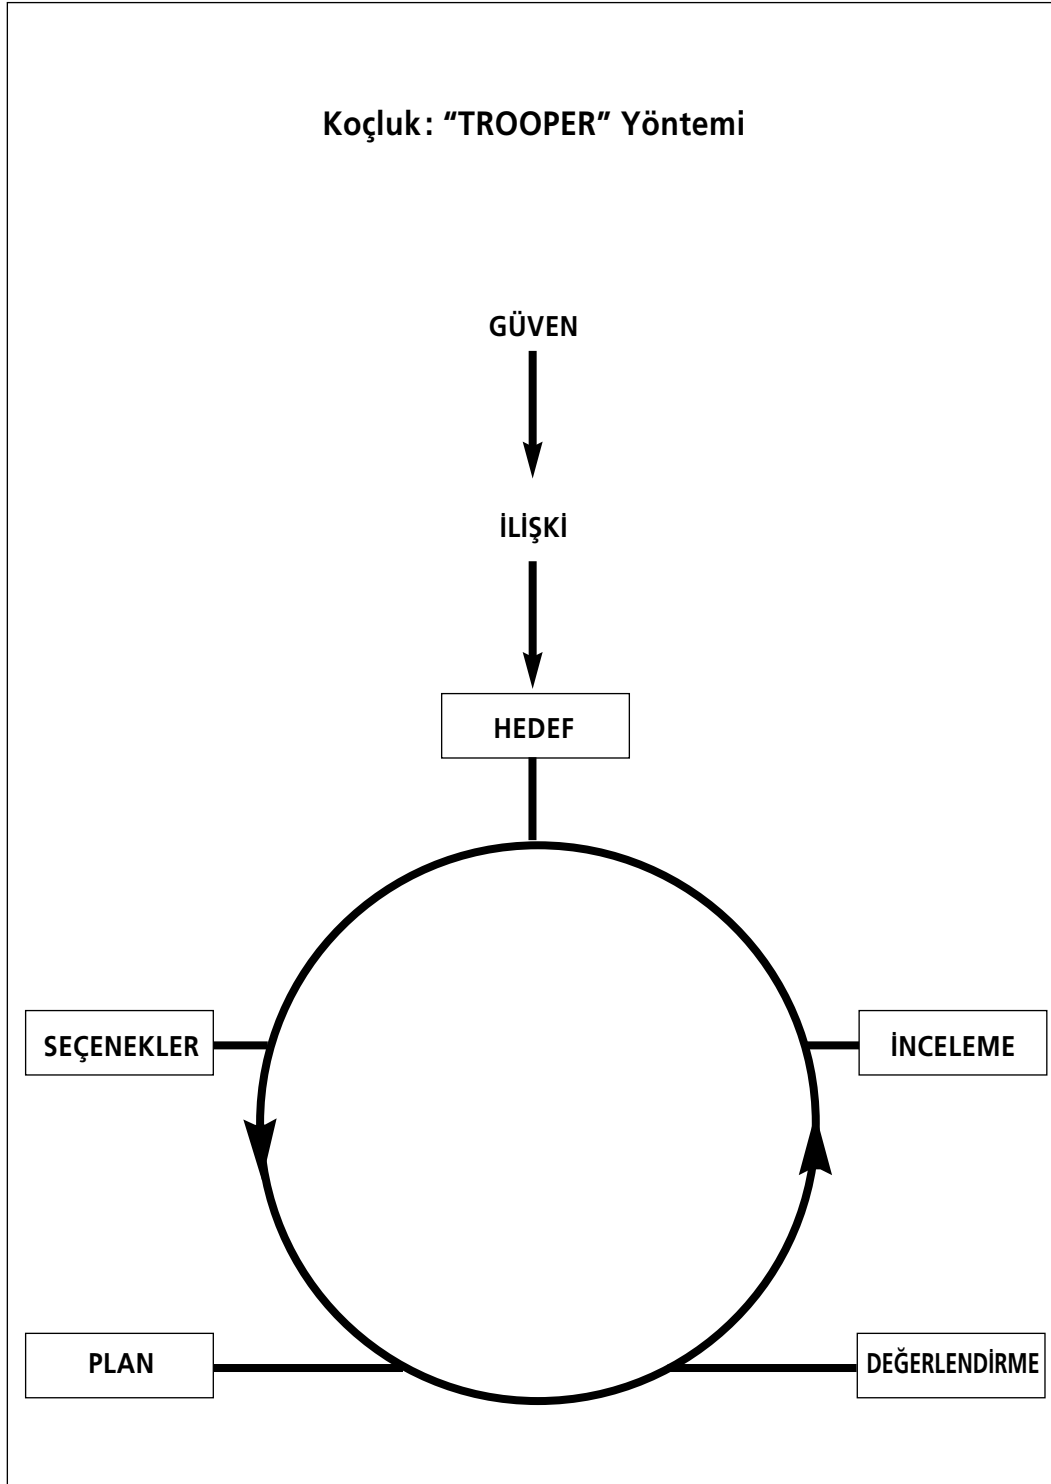 Koçluk: “TROOPER” Yöntemi
GÜVEN
İLİŞKİ
HEDEF
SEÇENEKLER
İNCELEME
PLAN
DEĞERLENDİRME